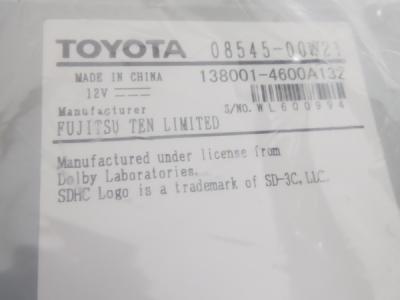 TOYOTA 08545-00W21
MADE IN CHINA 138001-4600A132
12V
Manufacturer S/NO. WL600994
FUJITSU TEN LIMITED
Manufactured under license from
Dolby Laboratories.
SDHC Logo is a trademark of SD-3C, LLC.